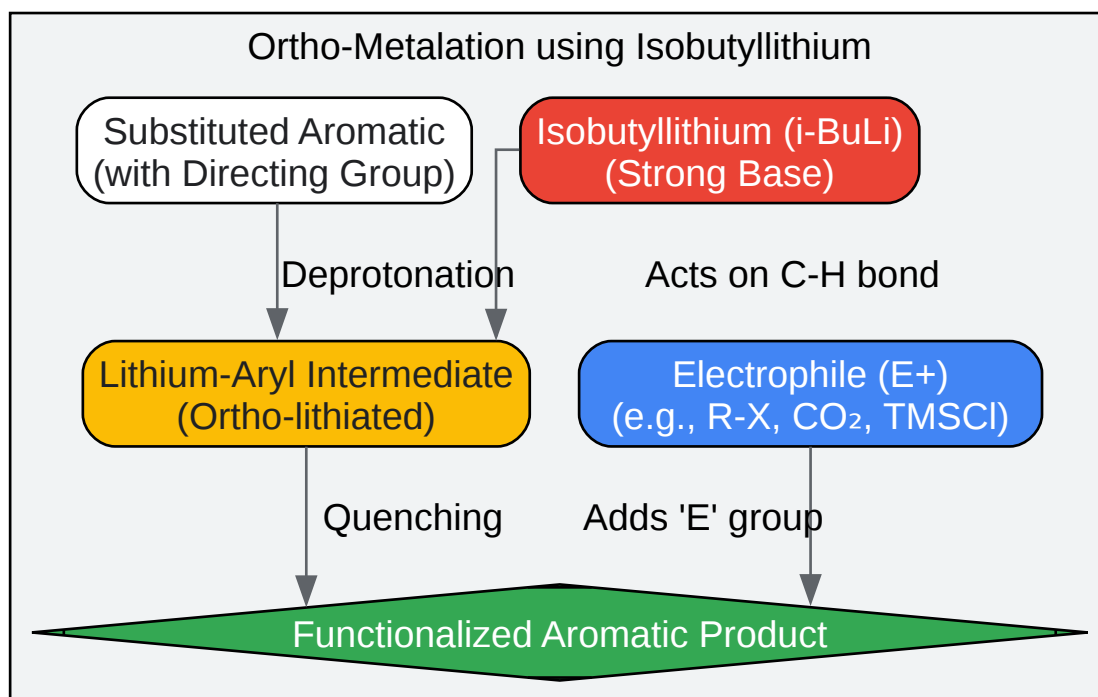 Ortho-Metalation using Isobutyllithium
Substituted Aromatic
(with Directing Group)
Isobutyllithium (i-BuLi)
(Strong Base)
Deprotonation
Acts on C-H bond
Lithium-Aryl Intermediate
(Ortho-lithiated)
Electrophile (E+)
(e.g., R-X, CO₂, TMSCl)
Quenching
Adds 'E' group
Functionalized Aromatic Product